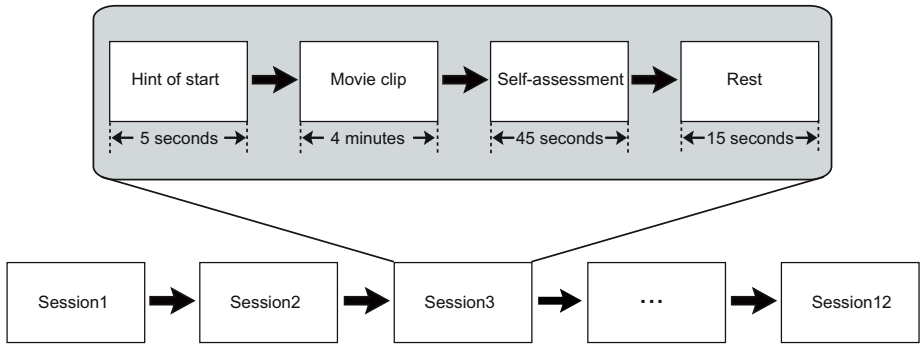 Hint of start
Movie clip
Self-assessment
Rest
5 seconds
4 minutes
45 seconds
15 seconds
Session1
Session2
Session3
...
Session12